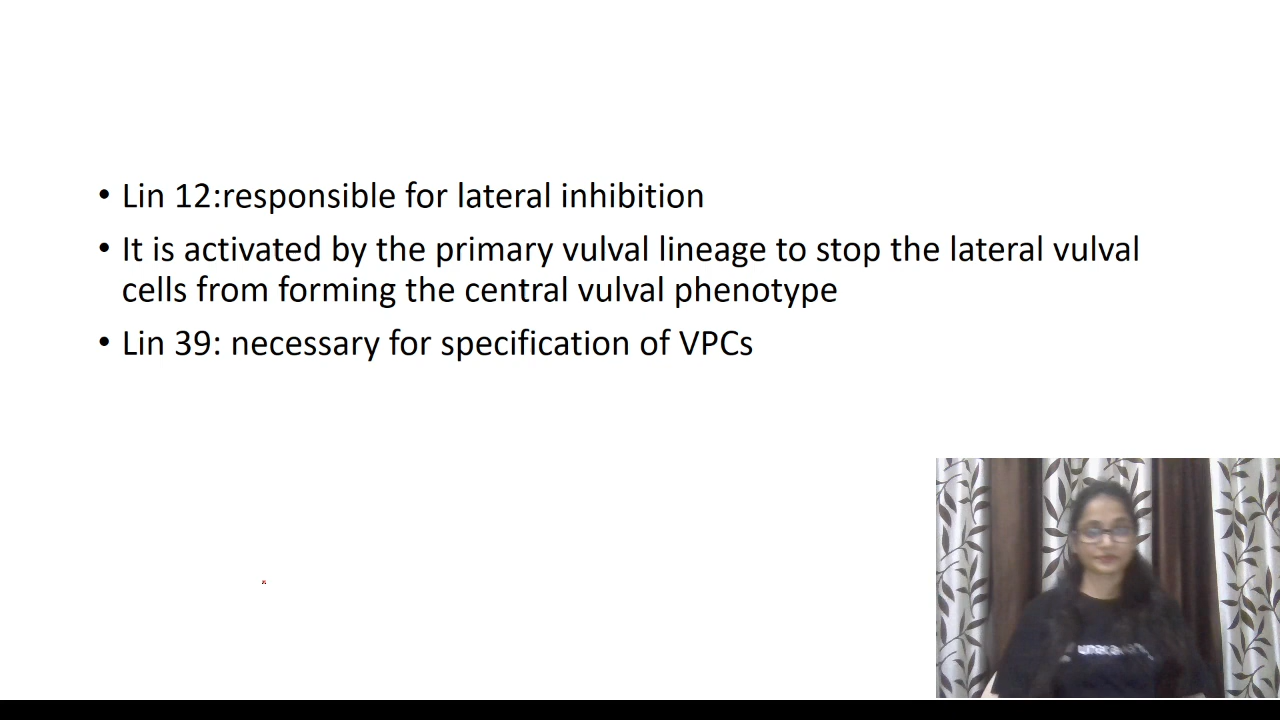 • Lin 12:responsible for lateral inhibition
• It is activated by the primary vulval lineage to stop the lateral vulval
cells from forming the central vulval phenotype
• Lin 39: necessary for specification of VPCs